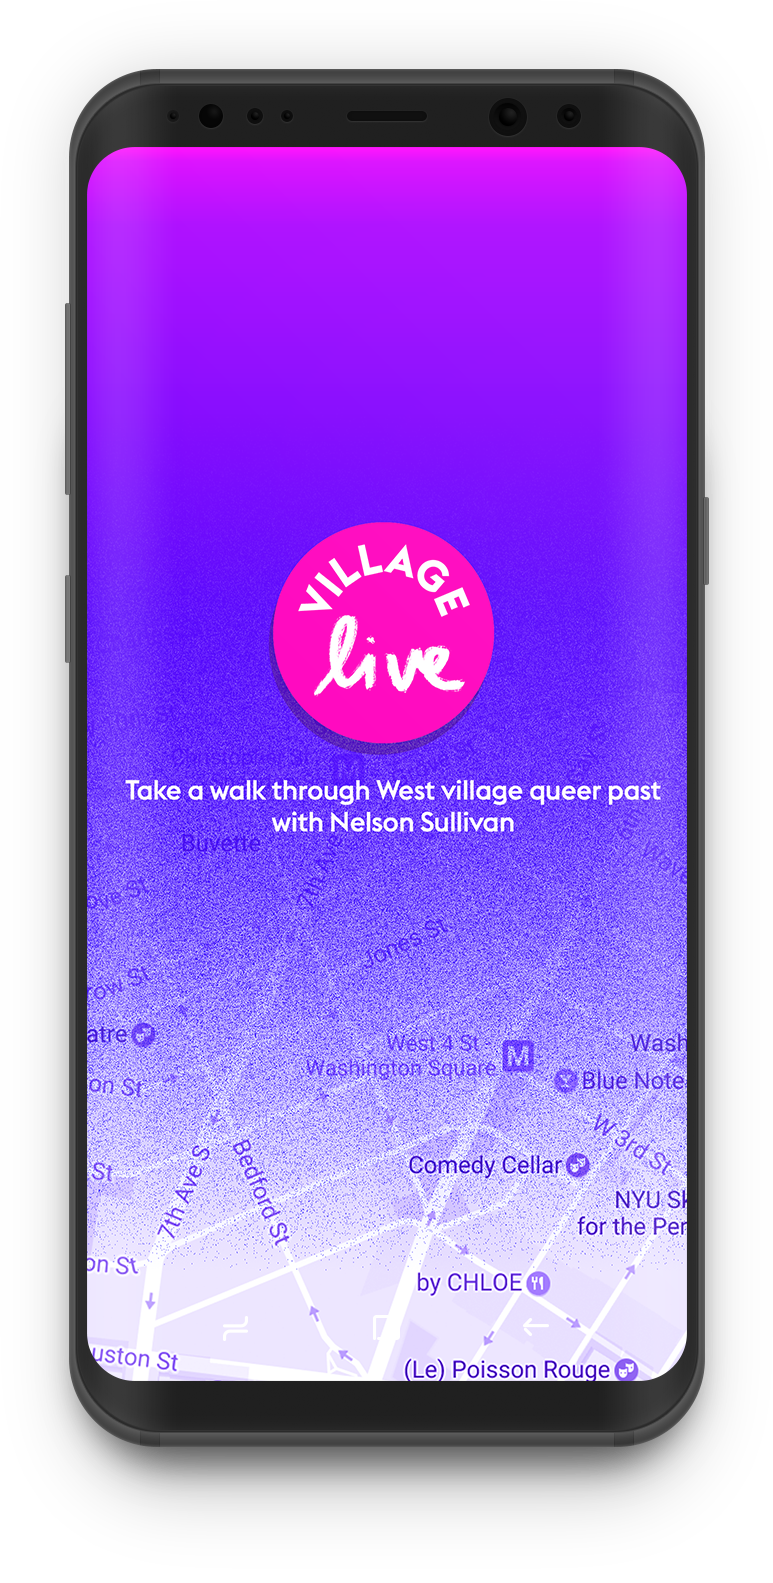 VILLAGE
live
Christopher St
Take a walk through West village queer past
with Nelson Sullivan
Buvette
7th Ave
Jones St
row St
atre
West 4 St
Washington Square
M
Wash
Blue Note
on St
W 3rd St
Comedy Cellar
St
7th Ave S
Bedford St
NYU Sk
for the Per
on St
by CHLOE
uston St
(Le) Poisson Rouge